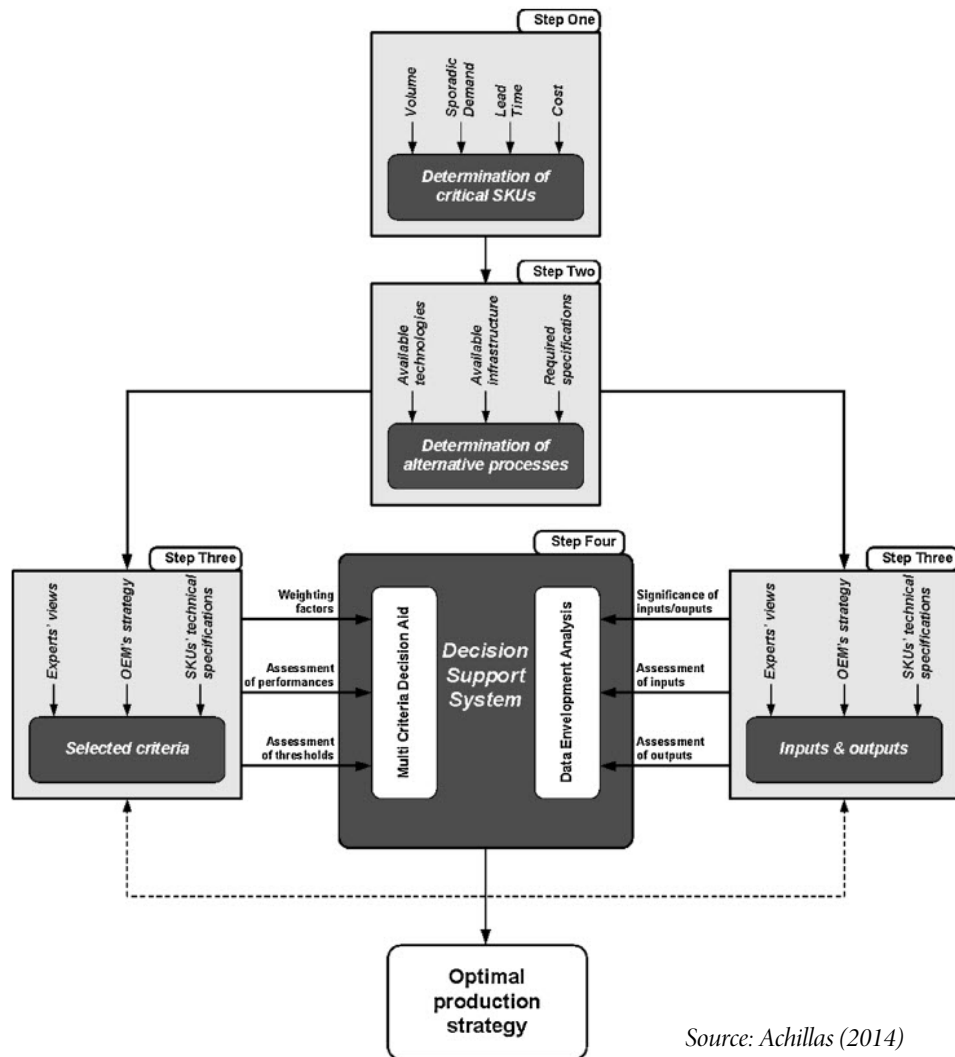 Step One
Volume
Sporadic
Demand
Lead
Time
Cost
Determination of
critical SKUs
Step Two
Available
technologies
Available
infrastructure
Required
specifications
Determination of
alternative processes
Step Three
Experts' views
OEM's strategy
SKUs' technical
specifications
Selected criteria
Weighting
factors
Assessment
of performances
Assessment
of thresholds
Step Four
Multi Criteria Decision Aid
Decision
Support
System
Data Envelopment Analysis
Significance of
inputs/ouputs
Assessment
of inputs
Assessment
of outputs
Step Three
Experts' views
OEM's strategy
SKUs' technical
specifications
Inputs & outputs
Optimal
production
strategy
Source: Achillas (2014)